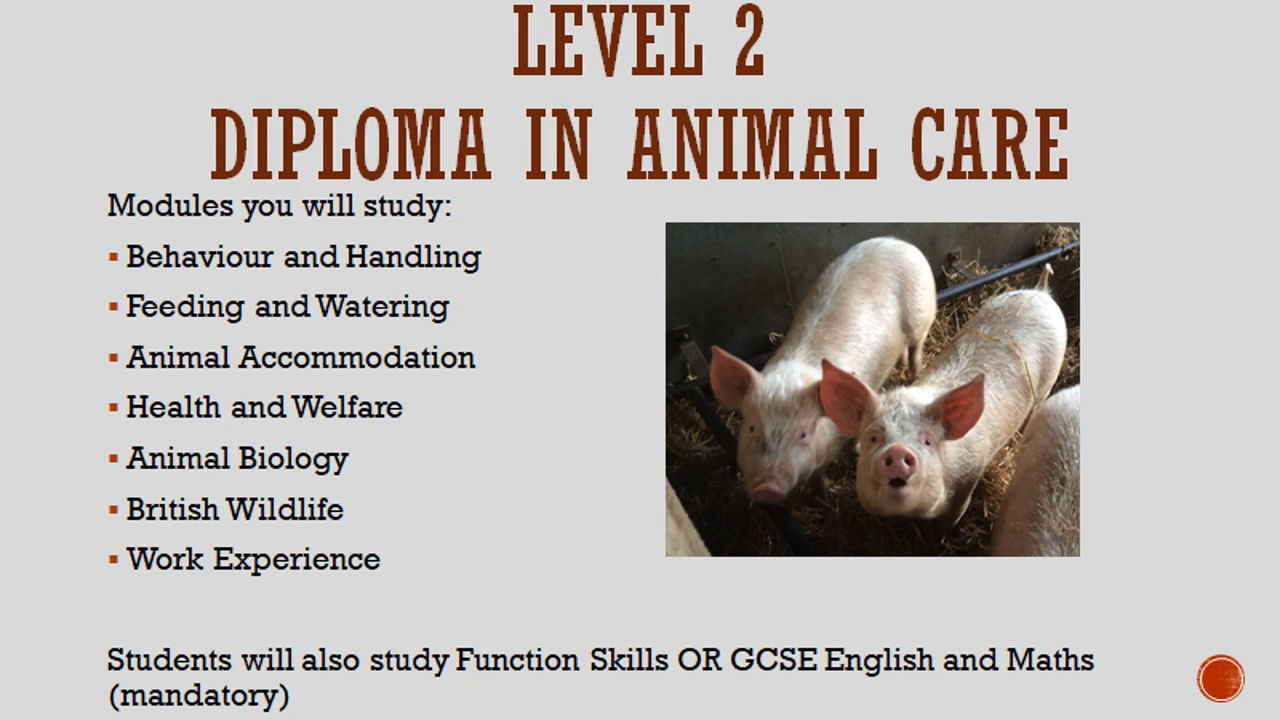 LEVEL 2
DIPLOMA IN ANIMAL CARE
Modules you will study:
Behaviour and Handling
Feeding and Watering
Animal Accommodation
Health and Welfare
Animal Biology
British Wildlife
Work Experience
Students will also study Function Skills OR GCSE English and Maths
(mandatory)